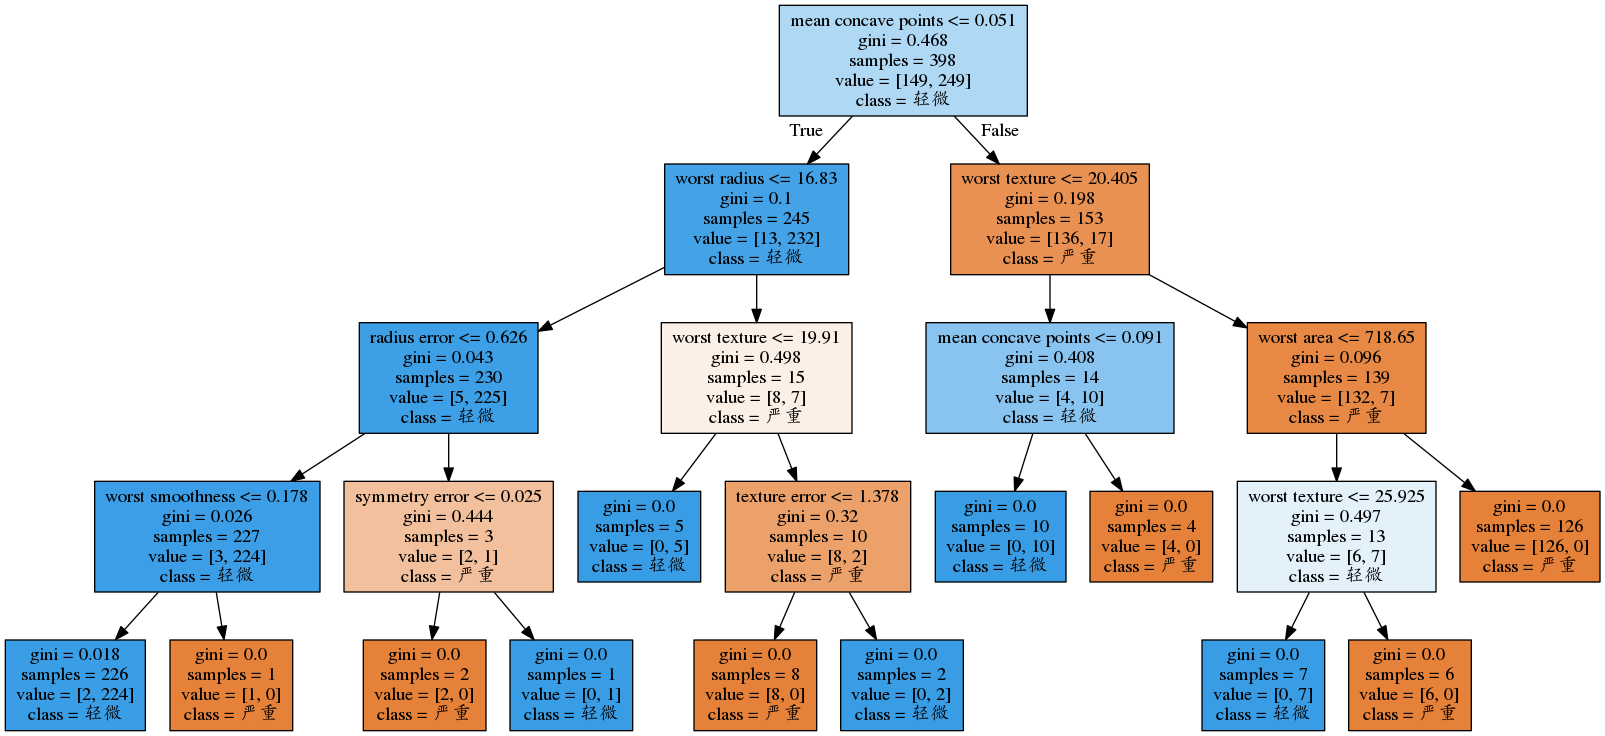 mean concave points <= 0.051
gini = 0.468
samples = 398
value = [149, 249]
class = 轻微
True
False
worst radius <= 16.83
gini = 0.1
samples = 245
value = [13, 232]
class = 轻微
worst texture <= 20.405
gini = 0.198
samples = 153
value = [136, 17]
class = 严重
radius error <= 0.626
gini = 0.043
samples = 230
value = [5, 225]
class = 轻微
worst texture <= 19.91
gini = 0.498
samples = 15
value = [8, 7]
class = 严重
mean concave points <= 0.091
gini = 0.408
samples = 14
value = [4, 10]
class = 轻微
worst area <= 718.65
gini = 0.096
samples = 139
value = [132, 7]
class = 严重
worst smoothness <= 0.178
gini = 0.026
samples = 227
value = [3, 224]
class = 轻微
symmetry error <= 0.025
gini = 0.444
samples = 3
value = [2, 1]
class = 严重
gini = 0.0
samples = 5
value = [0, 5]
class = 轻微
texture error <= 1.378
gini = 0.32
samples = 10
value = [8, 2]
class = 严重
gini = 0.0
samples = 10
value = [0, 10]
class = 轻微
gini = 0.0
samples = 4
value = [4, 0]
class = 严重
worst texture <= 25.925
gini = 0.497
samples = 13
value = [6, 7]
class = 轻微
gini = 0.0
samples = 126
value = [126, 0]
class = 严重
gini = 0.018
samples = 226
value = [2, 224]
class = 轻微
gini = 0.0
samples = 1
value = [1, 0]
class = 严重
gini = 0.0
samples = 2
value = [2, 0]
class = 严重
gini = 0.0
samples = 1
value = [0, 1]
class = 轻微
gini = 0.0
samples = 8
value = [8, 0]
class = 严重
gini = 0.0
samples = 2
value = [0, 2]
class = 轻微
gini = 0.0
samples = 7
value = [0, 7]
class = 轻微
gini = 0.0
samples = 6
value = [6, 0]
class = 严重